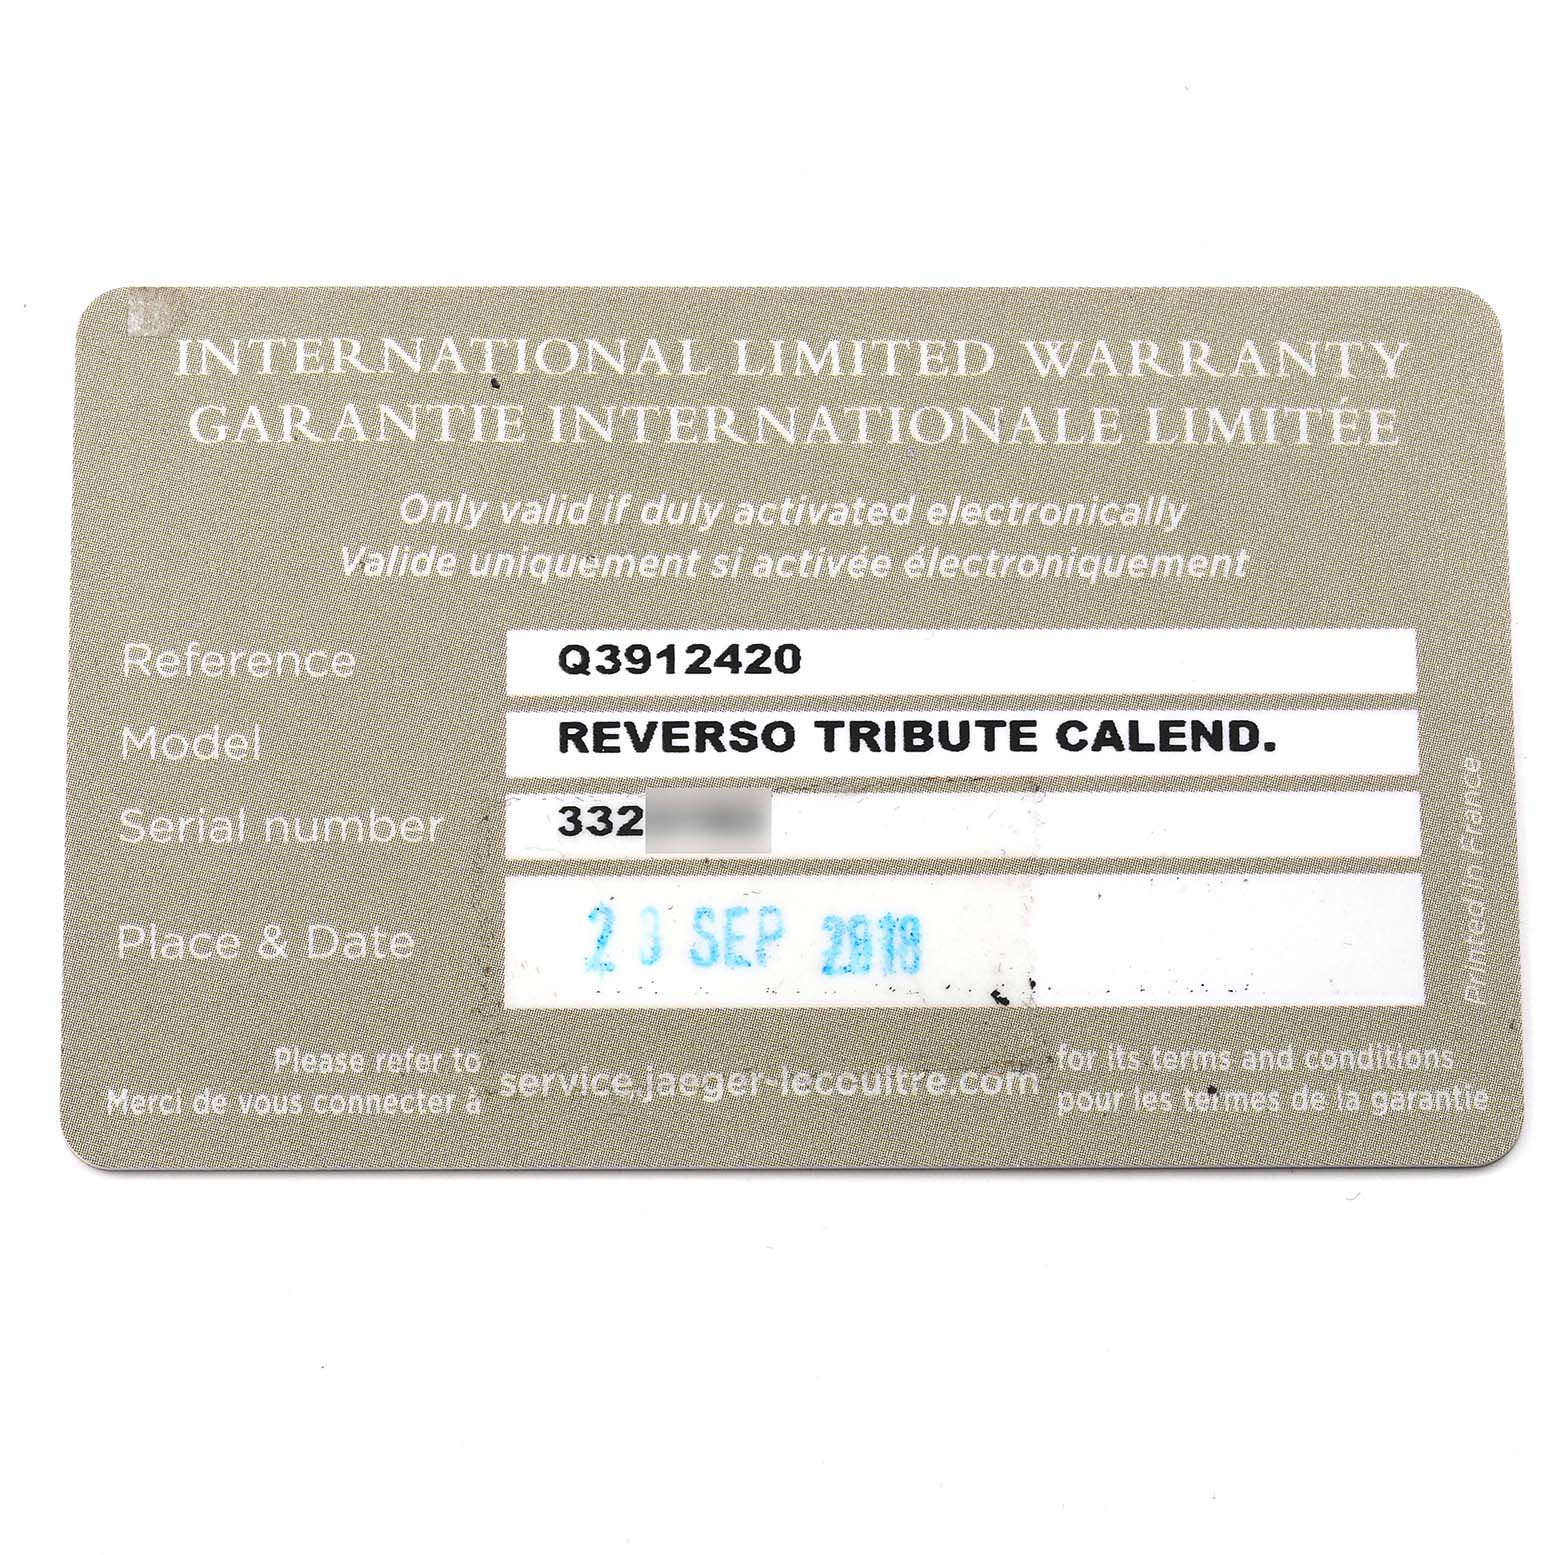 INTERNATIONAL LIMITED WARRANTY
GARANTIE INTERNATIONALE LIMITÉE
Only valid if duly activated electronically
Valide uniquement si activée électroniquement
Reference Q3912420
Model REVERSO TRIBUTE CALEND.
Serial number 332
Place & Date SEP 2018
Printed in France
Please refer to
Merci de vous connecter à
service.jaeger-lecoultre.com
for its terms and conditions
pour les termes de la garantie